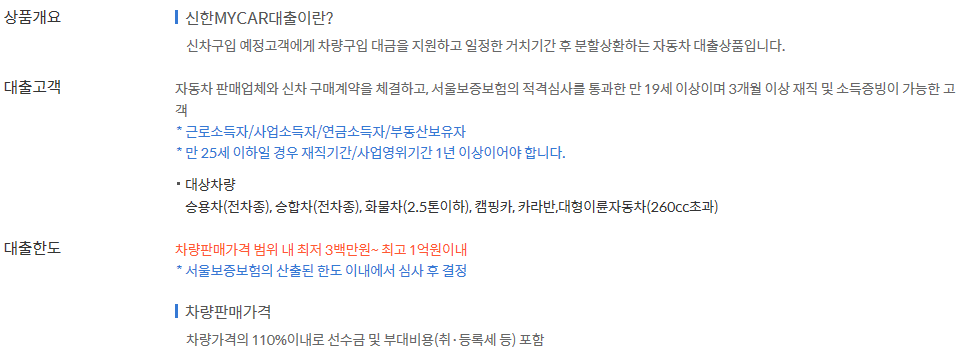 상품개요
신한MYCAR대출이란?
신차구입 예정고객에게 차량구입 대금을 지원하고 일정한 거치기간 후 분할상환하는 자동차 대출상품입니다.
대출고객
자동차 판매업체와 신차 구매계약을 체결하고, 서울보증보험의 적격심사를 통과한 만 19세 이상이며 3개월 이상 재직 및 소득증빙이 가능한 고
객
* 근로소득자/사업소득자/연금소득자/부동산보유자
* 만 25세 이하일 경우 재직기간/사업영위기간 1년 이상이어야 합니다.
▪ 대상차량
승용차(전차종), 승합차(전차종), 화물차(2.5톤이하), 캠핑카, 카라반,대형이륜자동차(260cc초과)
대출한도
차량판매가격 범위 내 최저 3백만원~ 최고 1억원이내
* 서울보증보험의 산출된 한도 이내에서 심사 후 결정
차량판매가격
차량가격의 110%이내로 선수금 및 부대비용(취·등록세 등) 포함